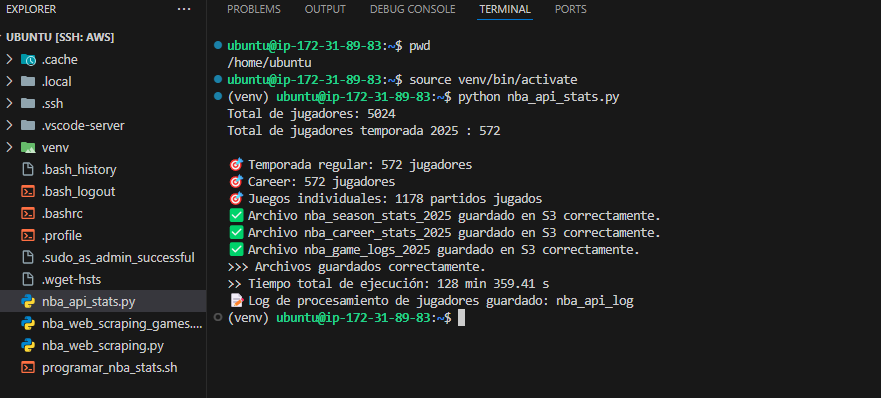 EXPLORER ...
UBUNTU [SSH: AWS]
.cache
.local
.ssh
.vscode-server
venv
.bash_history
.bash_logout
.bashrc
.profile
.sudo_as_admin_successful
.wget-hsts
nba_api_stats.py
nba_web_scraping_games....
nba_web_scraping.py
programar_nba_stats.sh
PROBLEMS OUTPUT DEBUG CONSOLE TERMINAL PORTS
ubuntu@ip-172-31-89-83:~$ pwd
/home/ubuntu
ubuntu@ip-172-31-89-83:~$ source venv/bin/activate
(venv) ubuntu@ip-172-31-89-83:~$ python nba_api_stats.py
Total de jugadores: 5024
Total de jugadores temporada 2025 : 572
🎯 Temporada regular: 572 jugadores
🎯 Career: 572 jugadores
🎯 Juegos individuales: 1178 partidos jugados
✅ Archivo nba_season_stats_2025 guardado en S3 correctamente.
✅ Archivo nba_career_stats_2025 guardado en S3 correctamente.
✅ Archivo nba_game_logs_2025 guardado en S3 correctamente.
>>> Archivos guardados correctamente.
>> Tiempo total de ejecución: 128 min 359.41 s
📝 Log de procesamiento de jugadores guardado: nba_api_log
(venv) ubuntu@ip-172-31-89-83:~$